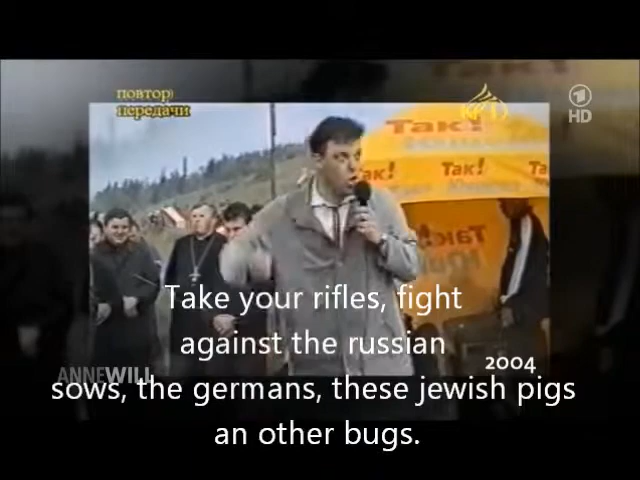 повтор
передачи
1
HD
Так!
Так!
Так!
Так!
ANNEWILL
2004
Take your rifles, fight
against the russian
sows, the germans, these jewish pigs
an other bugs.